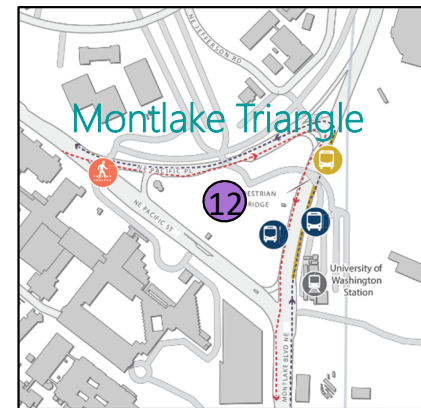 NE JEFFERSON RD
Montlake Triangle
NE PACIFIC PL
12
ESTRIAN
IDGE
NE PACIFIC ST
University of
Washington
Station
MONTLAKE BLVD NE